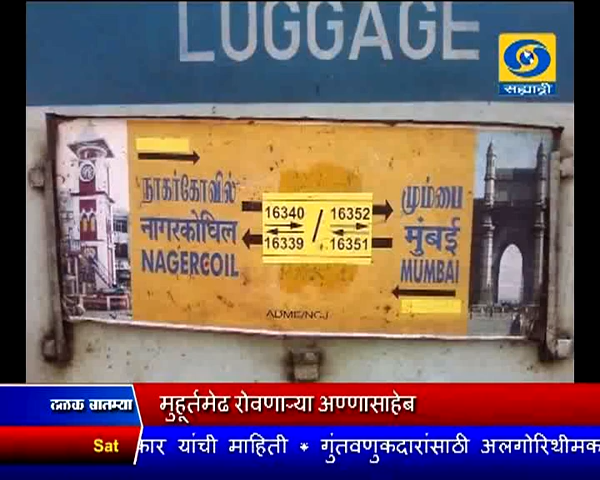 LUGGAGE
सह्याद्री
நாகர்கோவில்
नागरकोयिल
NAGERCOIL
16340 / 16352
16339 16351
மும்பை
मुंबई
MUMBAI
ADME/NCJ
ठळक बातम्या
मुहूर्तमेढ रोवणाऱ्या अण्णासाहेब
Sat
कार यांची माहिती * गुंतवणुकदारांसाठी अलगोरिथीमक